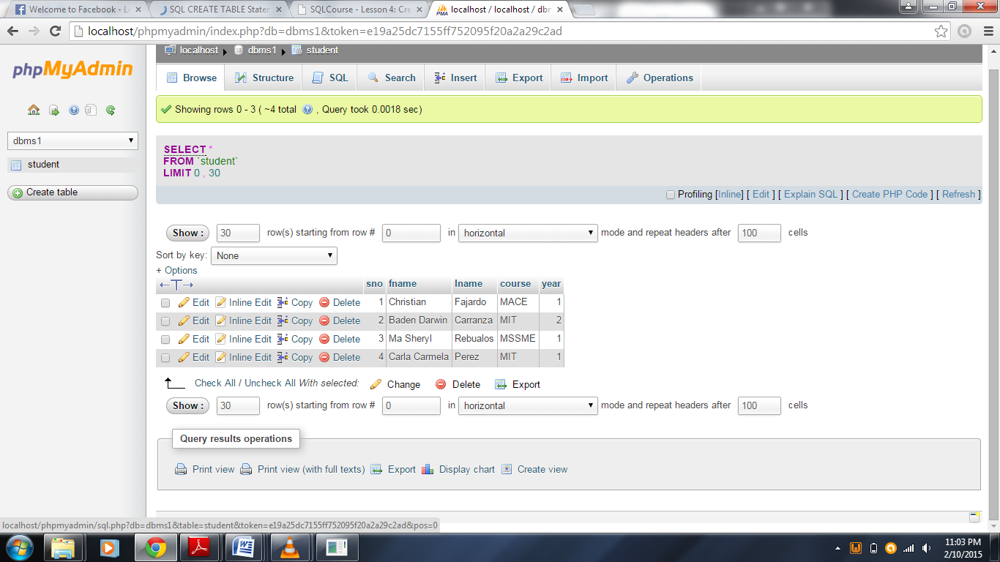 Welcome to Facebook - L
SQL CREATE TABLE Stater
SQLCourse - Lesson 4: Cre
localhost / localhost / dbm
localhost/phpmyadmin/index.php?db=dbms1&token=e19a25dc7155ff752095f20a2a29c2ad
phpMyAdmin
dbms1
student
Create table
localhost dbms1 student
Browse Structure SQL Search Insert Export Import Operations
Showing rows 0 - 3 ( ~4 total , Query took 0.0018 sec)
SELECT *
FROM `student`
LIMIT 0 , 30
Profiling [Inline] [ Edit ] [ Explain SQL ] [ Create PHP Code ] [ Refresh ]
Show : 30 row(s) starting from row # 0 in horizontal mode and repeat headers after 100 cells
Sort by key: None
+ Options
sno fname lname course year
Edit Inline Edit Copy Delete 1 Christian Fajardo MACE 1
Edit Inline Edit Copy Delete 2 Baden Darwin Carranza MIT 2
Edit Inline Edit Copy Delete 3 Ma Sheryl Rebualos MSSME 1
Edit Inline Edit Copy Delete 4 Carla Carmela Perez MIT 1
Check All / Uncheck All With selected: Change Delete Export
Show : 30 row(s) starting from row # 0 in horizontal mode and repeat headers after 100 cells
Query results operations
Print view Print view (with full texts) Export Display chart Create view
localhost/phpmyadmin/sql.php?db=dbms1&table=student&token=e19a25dc7155ff752095f20a2a29c2ad&pos=0
11:03 PM
2/10/2015